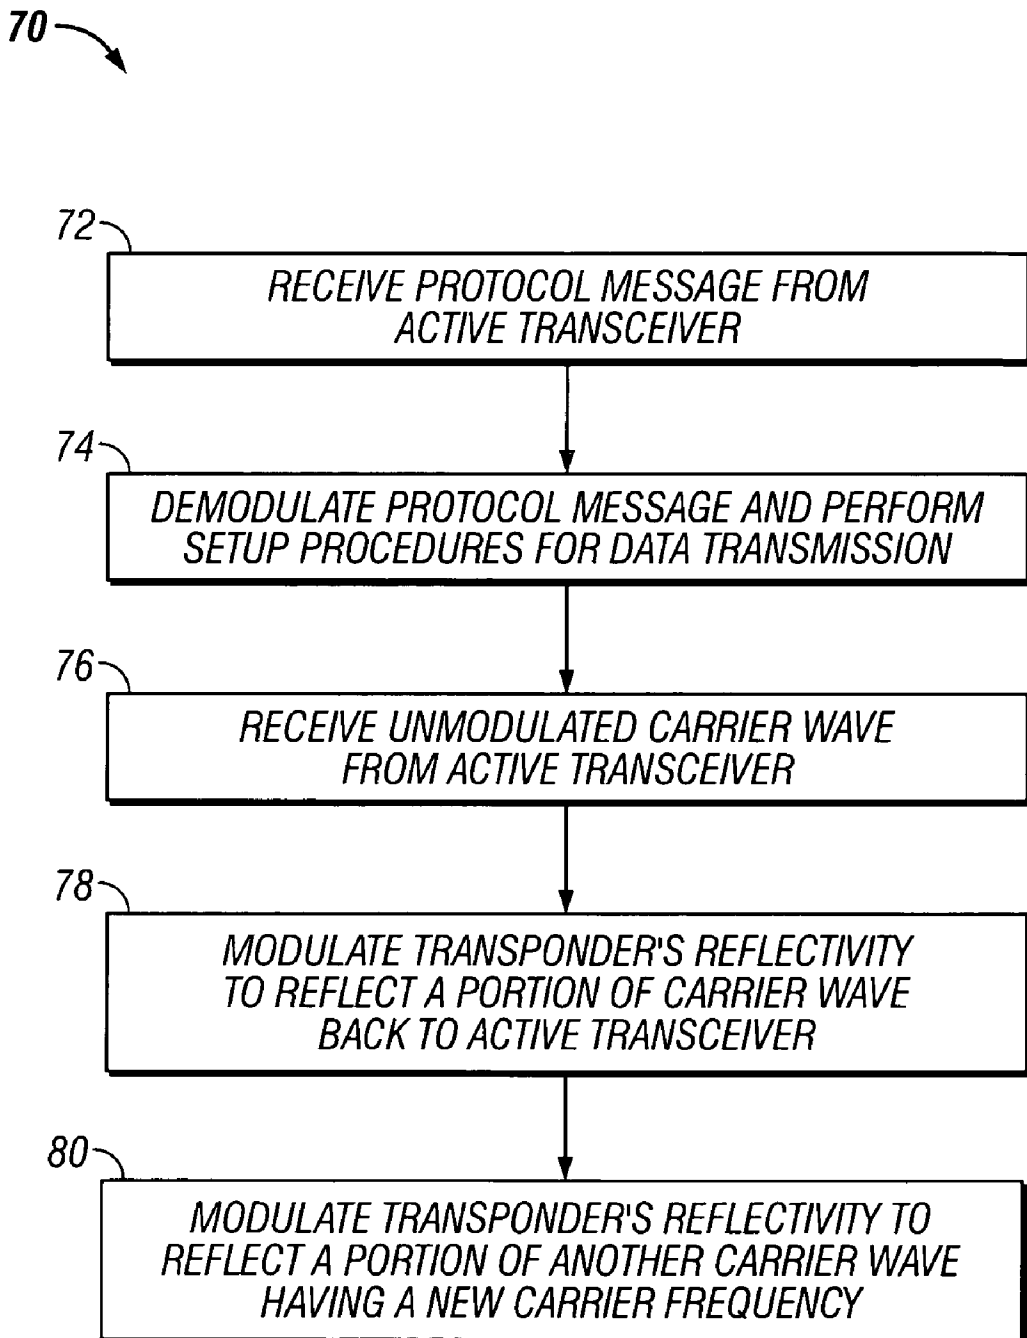 70
72
RECEIVE PROTOCOL MESSAGE FROM
ACTIVE TRANSCEIVER
74
DEMODULATE PROTOCOL MESSAGE AND PERFORM
SETUP PROCEDURES FOR DATA TRANSMISSION
76
RECEIVE UNMODULATED CARRIER WAVE
FROM ACTIVE TRANSCEIVER
78
MODULATE TRANSPONDER'S REFLECTIVITY
TO REFLECT A PORTION OF CARRIER WAVE
BACK TO ACTIVE TRANSCEIVER
80
MODULATE TRANSPONDER'S REFLECTIVITY TO
REFLECT A PORTION OF ANOTHER CARRIER WAVE
HAVING A NEW CARRIER FREQUENCY